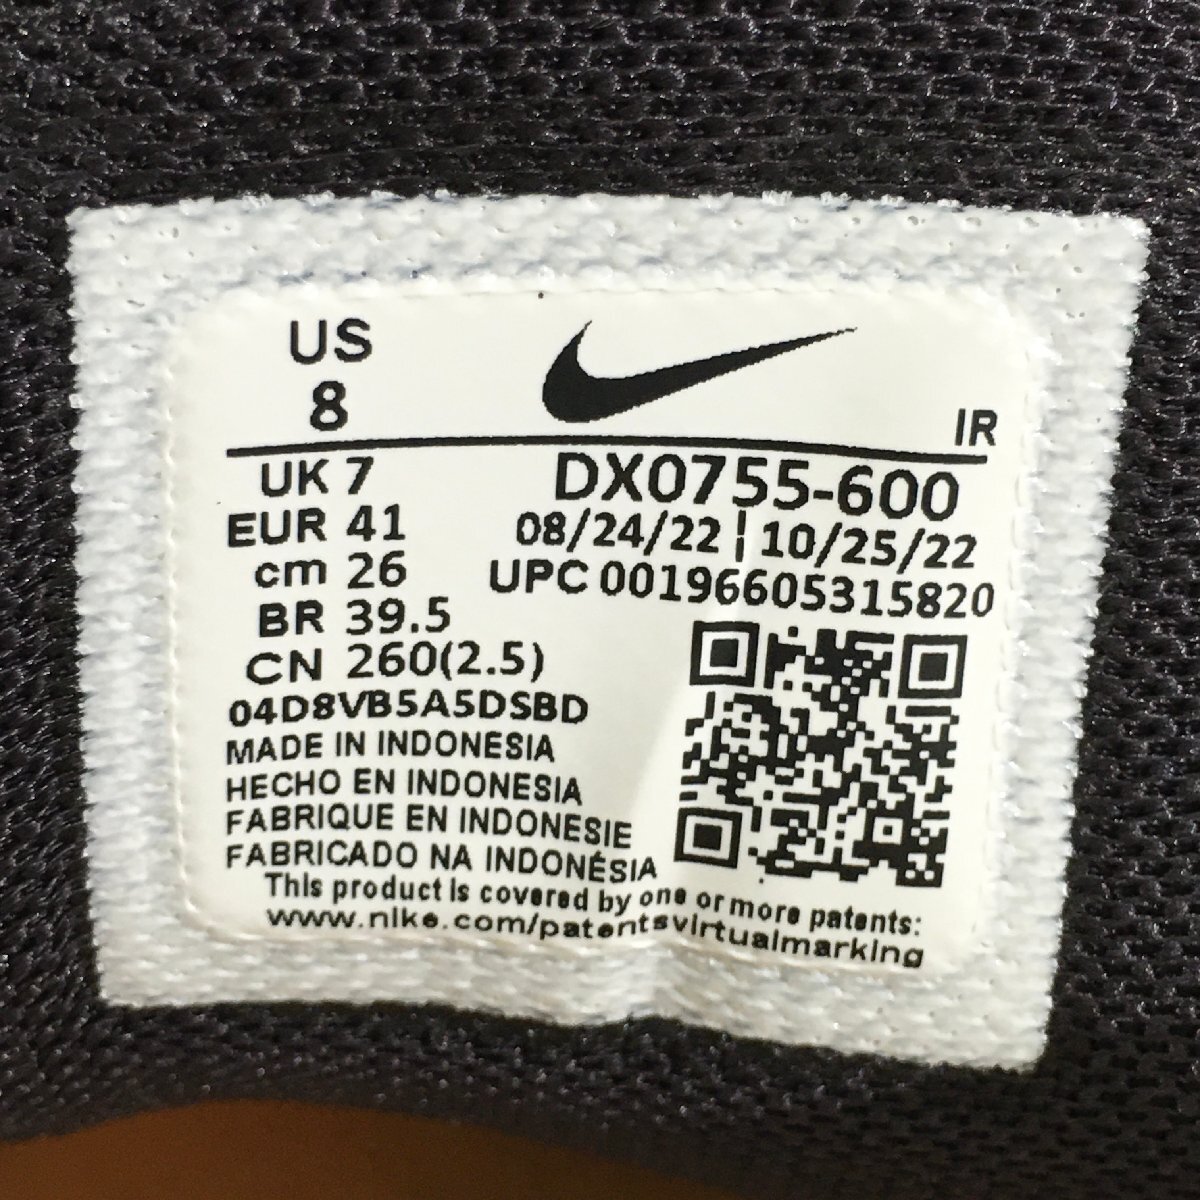 US
8
IR
UK 7
DX0755-600
EUR 41
08/24/22 | 10/25/22
cm 26
UPC 00196605315820
BR 39.5
CN 260(2.5)
04D8VB5A5DSBD
MADE IN INDONESIA
HECHO EN INDONESIA
FABRIQUE EN INDONESIE
FABRICADO NA INDONÉSIA
This product is covered by one or more patents:
www.nike.com/patentsvirtualmarking